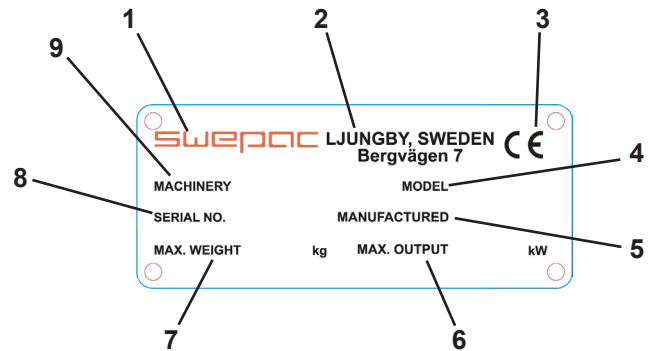 1 2 3
9
swepac LJUNGBY, SWEDEN CE
Bergvägen 7
4
8 MACHINERY MODEL
SERIAL NO. MANUFACTURED
5
MAX. WEIGHT kg MAX. OUTPUT kW
7 6